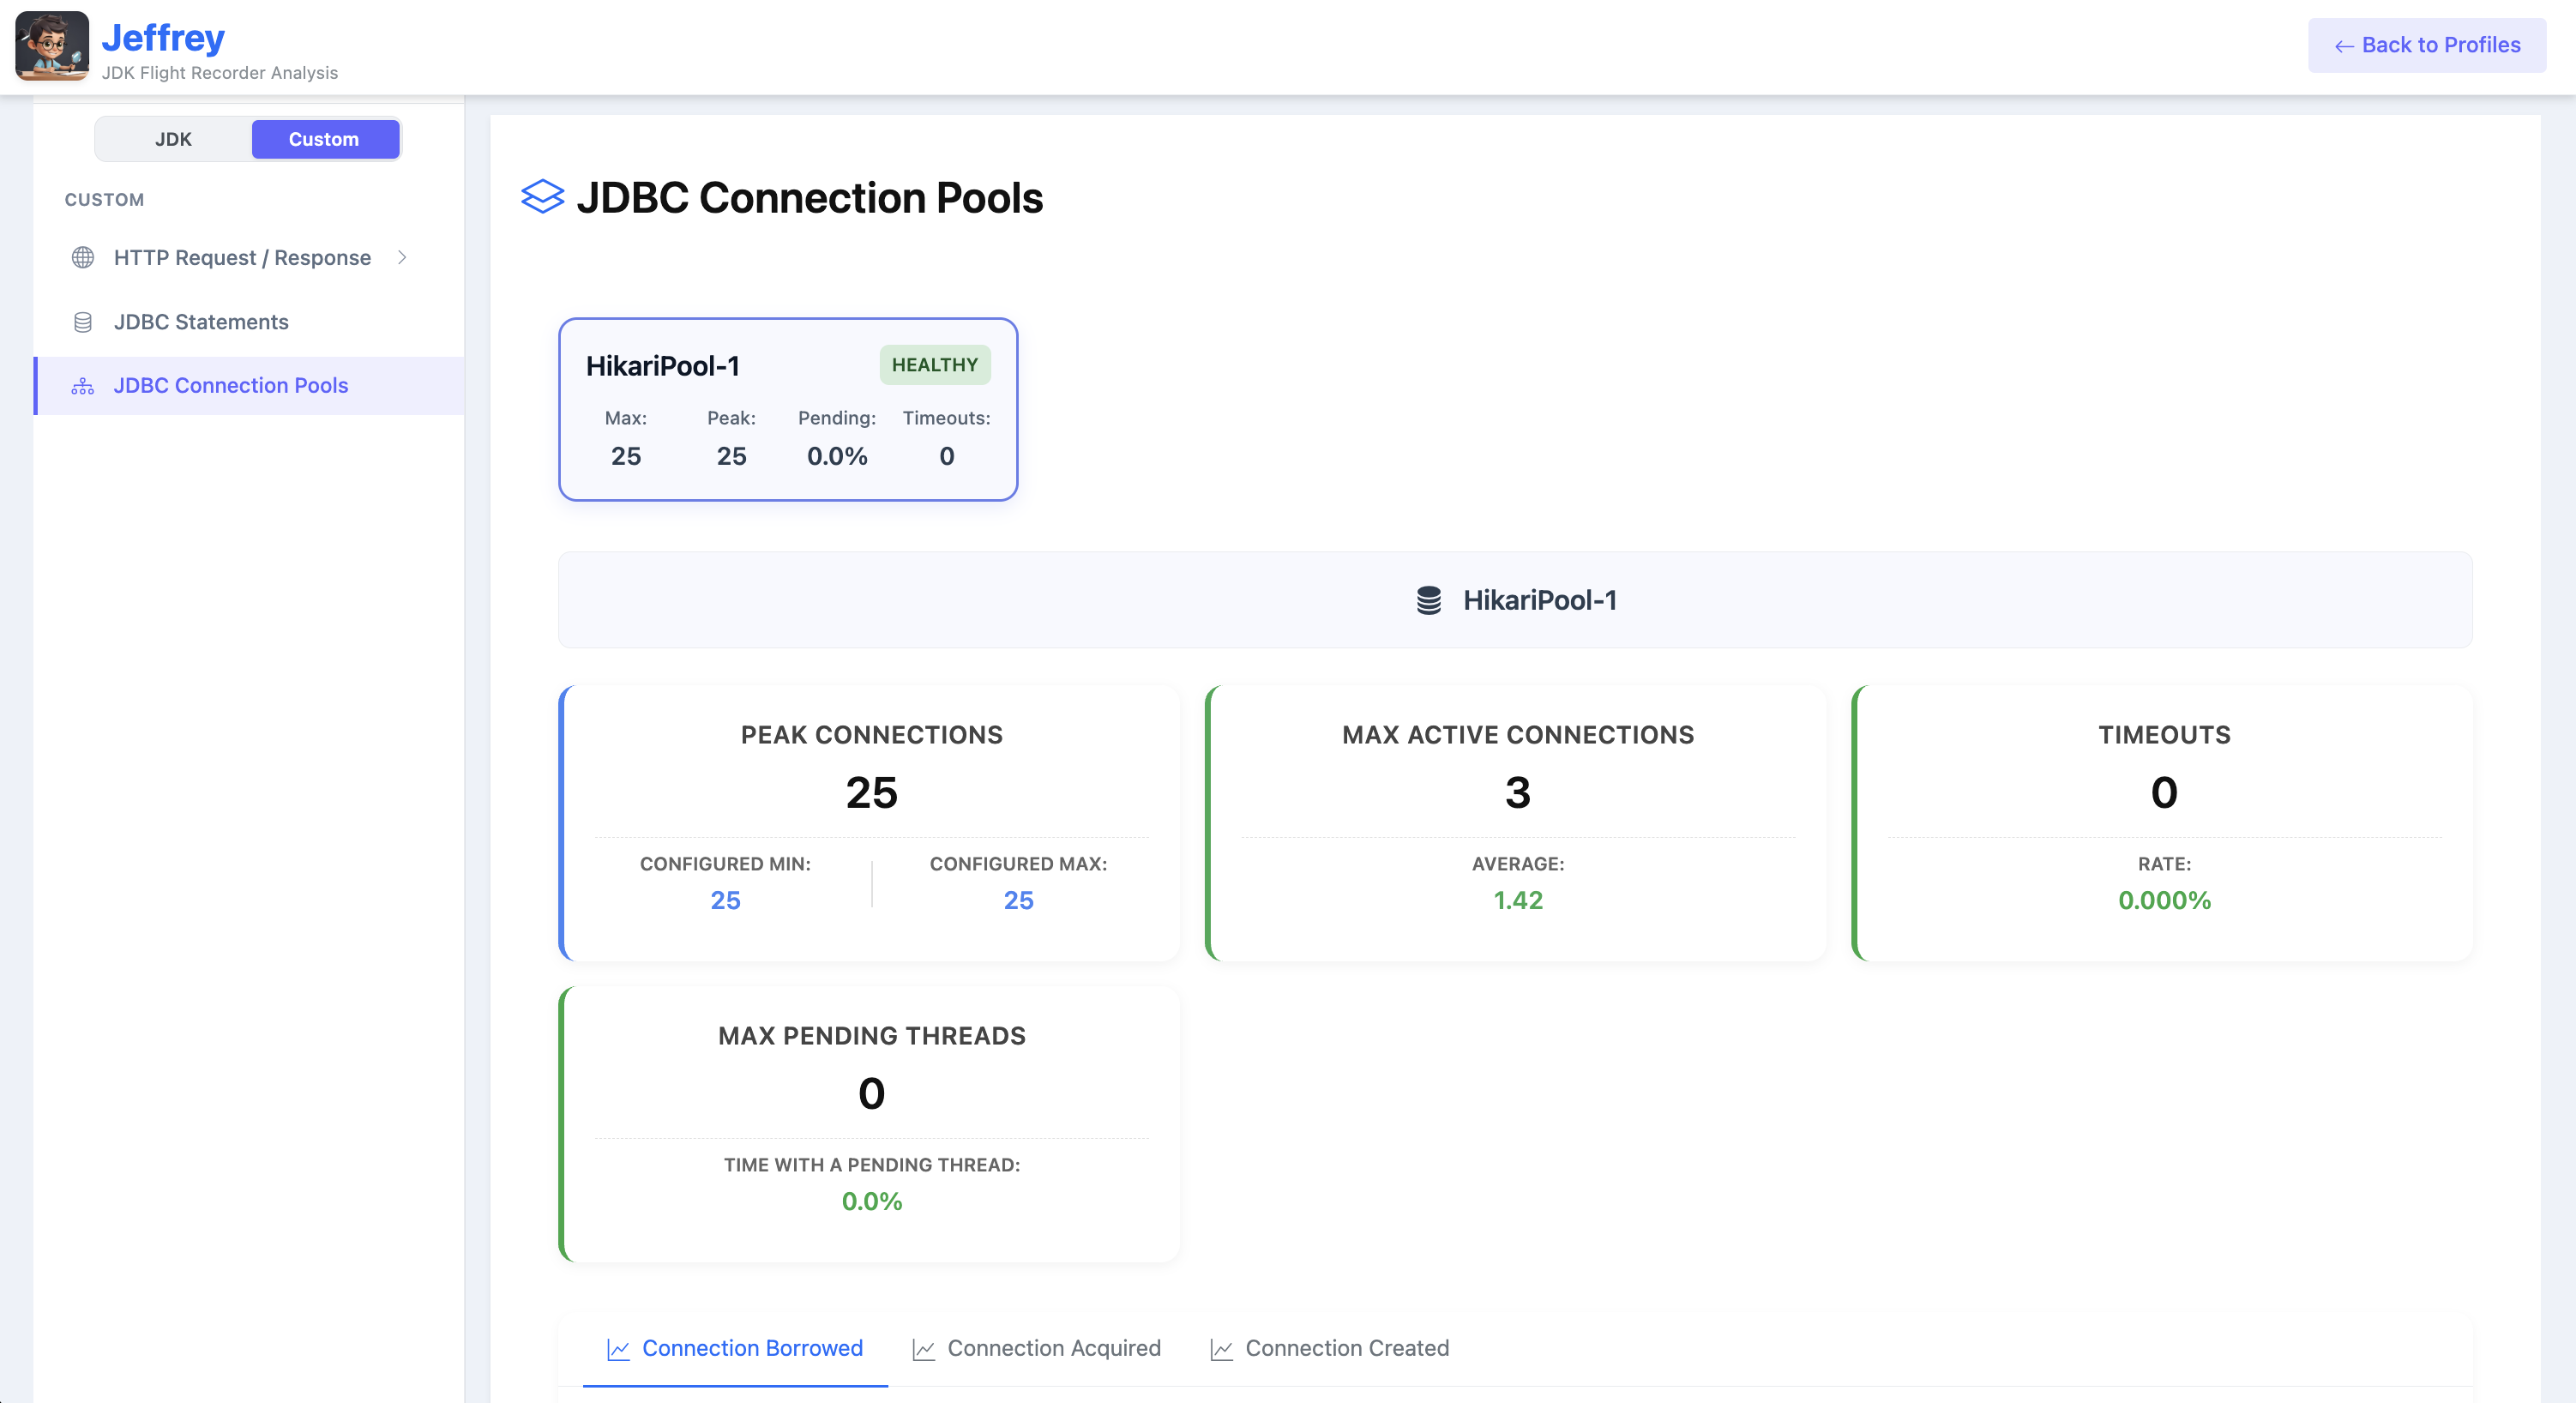 Jeffrey
JDK Flight Recorder Analysis
← Back to Profiles
JDK
Custom
CUSTOM
HTTP Request / Response
JDBC Statements
JDBC Connection Pools
JDBC Connection Pools
HikariPool-1
HEALTHY
Max: Peak: Pending: Timeouts:
25 25 0.0% 0
HikariPool-1
PEAK CONNECTIONS
25
CONFIGURED MIN: CONFIGURED MAX:
25 25
MAX ACTIVE CONNECTIONS
3
AVERAGE:
1.42
TIMEOUTS
0
RATE:
0.000%
MAX PENDING THREADS
0
TIME WITH A PENDING THREAD:
0.0%
Connection Borrowed Connection Acquired Connection Created